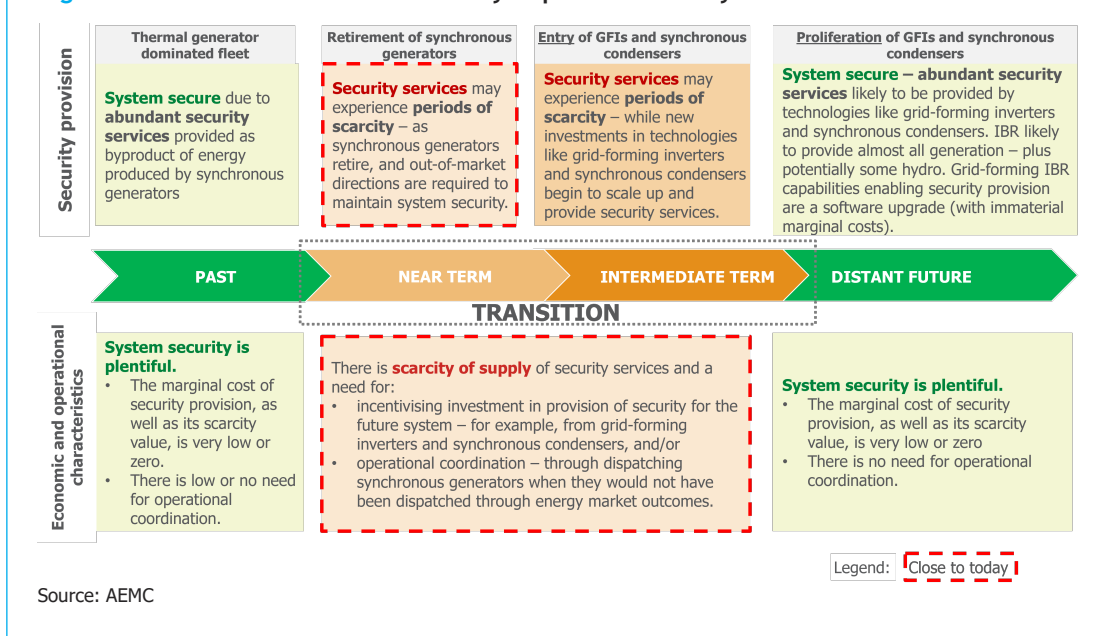 Security provision
Thermal generator
dominated fleet
System secure due to
abundant security
services provided as
byproduct of energy
produced by synchronous
generators
Retirement of synchronous
generators
Security services may
experience periods of
scarcity – as
synchronous generators
retire, and out-of-market
directions are required to
maintain system security.
Entry of GFIs and synchronous
condensers
Security services may
experience periods of
scarcity – while new
investments in technologies
like grid-forming inverters
and synchronous condensers
begin to scale up and
provide security services.
Proliferation of GFIs and synchronous
condensers
System secure – abundant security
services likely to be provided by
technologies like grid-forming inverters
and synchronous condensers. IBR likely
to provide almost all generation – plus
potentially some hydro. Grid-forming IBR
capabilities enabling security provision
are a software upgrade (with immaterial
marginal costs).
PAST
NEAR TERM
INTERMEDIATE TERM
DISTANT FUTURE
TRANSITION
Economic and operational
characteristics
System security is
plentiful.
• The marginal cost of
security provision, as
well as its scarcity
value, is very low or
zero.
• There is low or no need
for operational
coordination.
There is scarcity of supply of security services and a
need for:
• incentivising investment in provision of security for the
future system – for example, from grid-forming
inverters and synchronous condensers, and/or
• operational coordination – through dispatching
synchronous generators when they would not have
been dispatched through energy market outcomes.
System security is plentiful.
• The marginal cost of security
provision, as well as its scarcity
value, is very low or zero
• There is no need for operational
coordination.
Legend:
Close to today
Source: AEMC